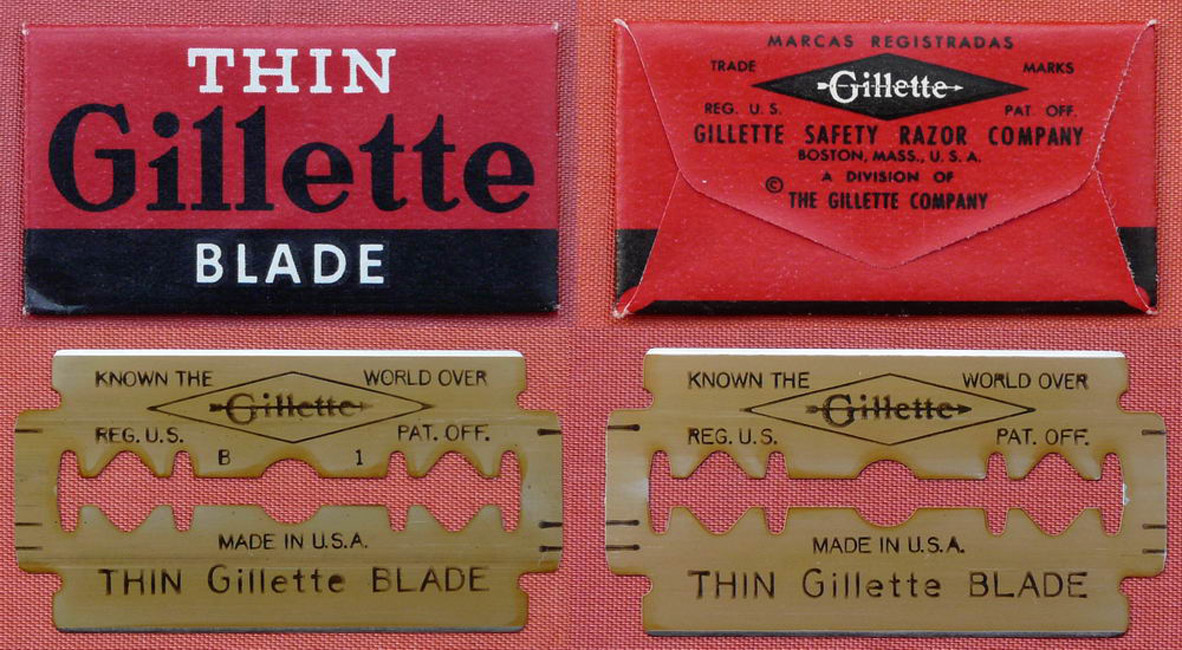 THIN
Gillette
BLADE
MARCAS REGISTRADAS
TRADE Gillette MARKS
REG. U. S. PAT. OFF.
GILLETTE SAFETY RAZOR COMPANY
BOSTON, MASS., U. S. A.
A DIVISION OF
© THE GILLETTE COMPANY
KNOWN THE WORLD OVER
Gillette
REG. U.S. PAT. OFF.
B 1
MADE IN U.S.A.
THIN Gillette BLADE
KNOWN THE WORLD OVER
Gillette
REG. U.S. PAT. OFF.
MADE IN U.S.A.
THIN Gillette BLADE